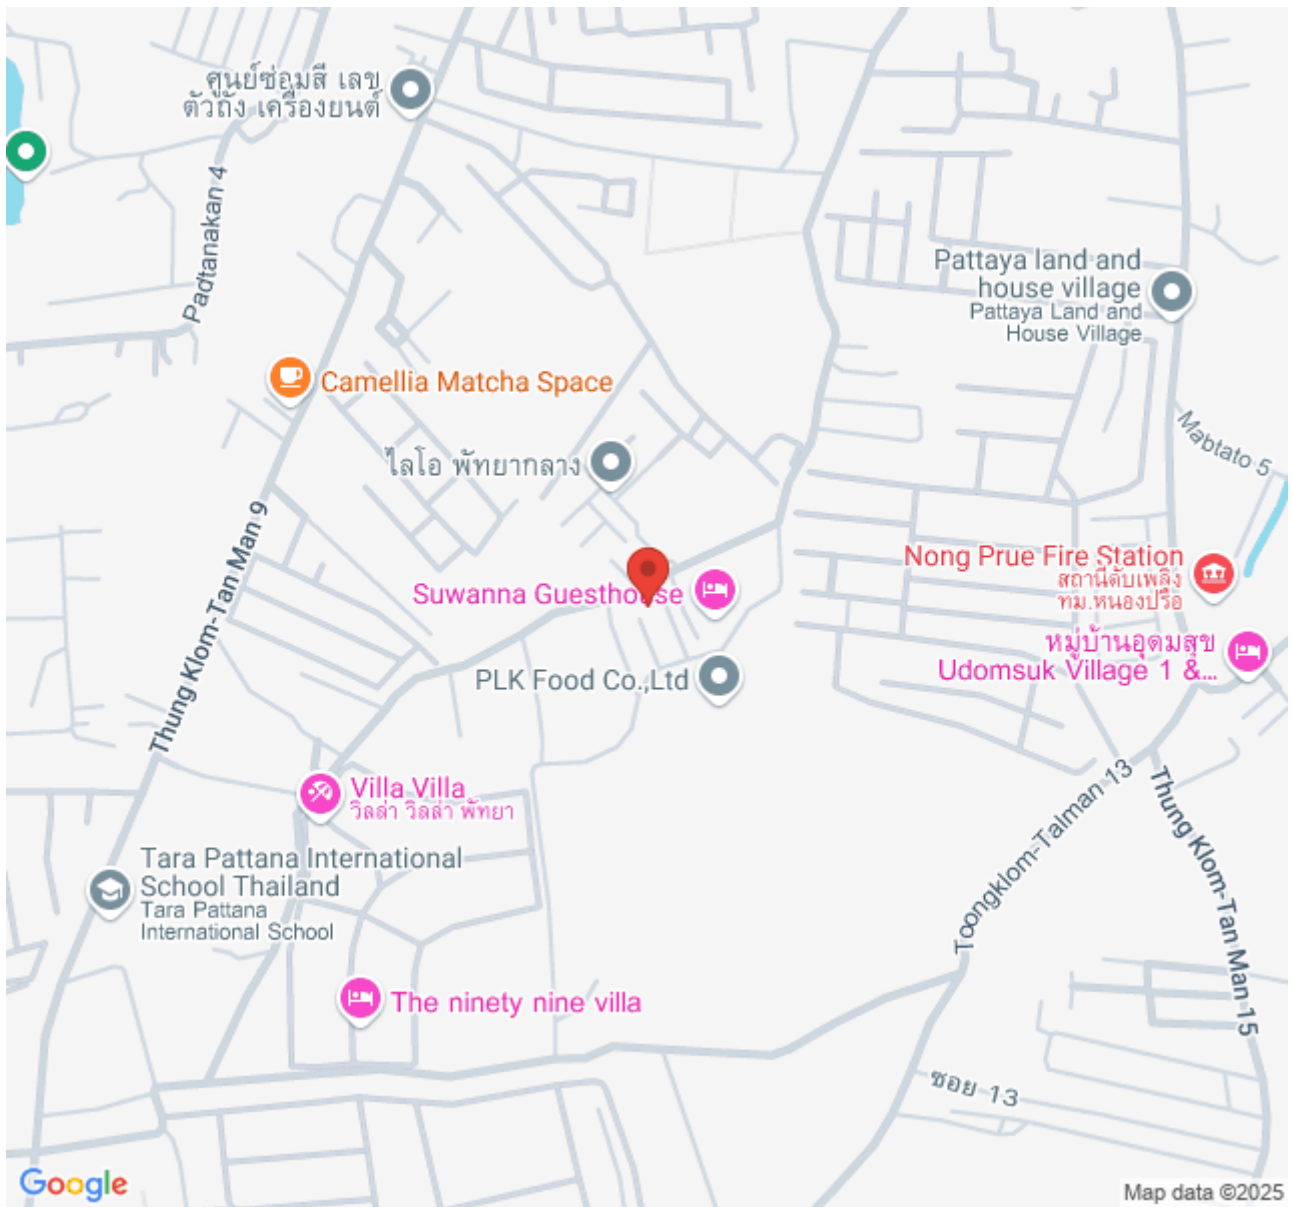 ศูนย์ซ่อมสี เลข
ตัวถัง เครื่องยนต์
Padtanakan 4
Pattaya land and
house village
Pattaya Land and
House Village
Camellia Matcha Space
Mabtato 5
ไลโอ พัทยากลาง
Thung Klom-Tan Man 9
Nong Prue Fire Station
สถานีดับเพลิง
ทม.หนองปรือ
Suwanna Guesthouse
หมู่บ้านอุดมสุข
Udomsuk Village 1 &...
PLK Food Co.,Ltd
Villa Villa
วิลล่า วิลล่า พัทยา
Toongklom-Talman 13
Thung Klom-Tan Man 15
Tara Pattana International
School Thailand
Tara Pattana
International School
The ninety nine villa
ซอย 13
Google
Map data ©2025